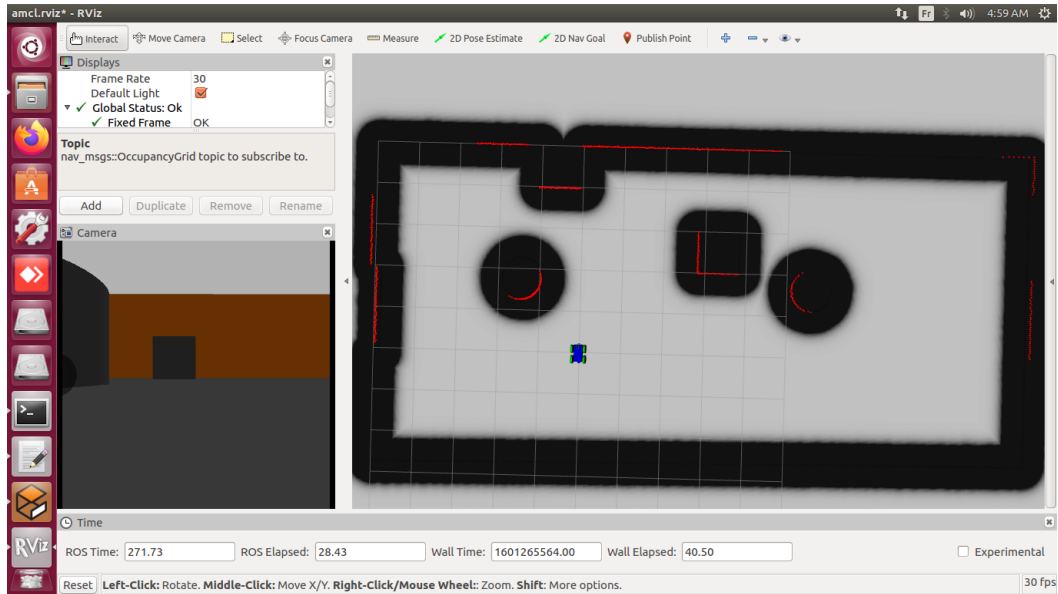 amcl.rviz* - RViz
Fr 4:59 AM
Interact Move Camera Select Focus Camera Measure 2D Pose Estimate 2D Nav Goal Publish Point
Displays
Frame Rate 30
Default Light
Global Status: Ok
Fixed Frame OK
Topic
nav_msgs::OccupancyGrid topic to subscribe to.
Add Duplicate Remove Rename
Camera
Time
ROS Time: 271.73 ROS Elapsed: 28.43 Wall Time: 1601265564.00 Wall Elapsed: 40.50 Experimental
Reset Left-Click: Rotate. Middle-Click: Move X/Y. Right-Click/Mouse Wheel:: Zoom. Shift: More options. 30 fps
RViz